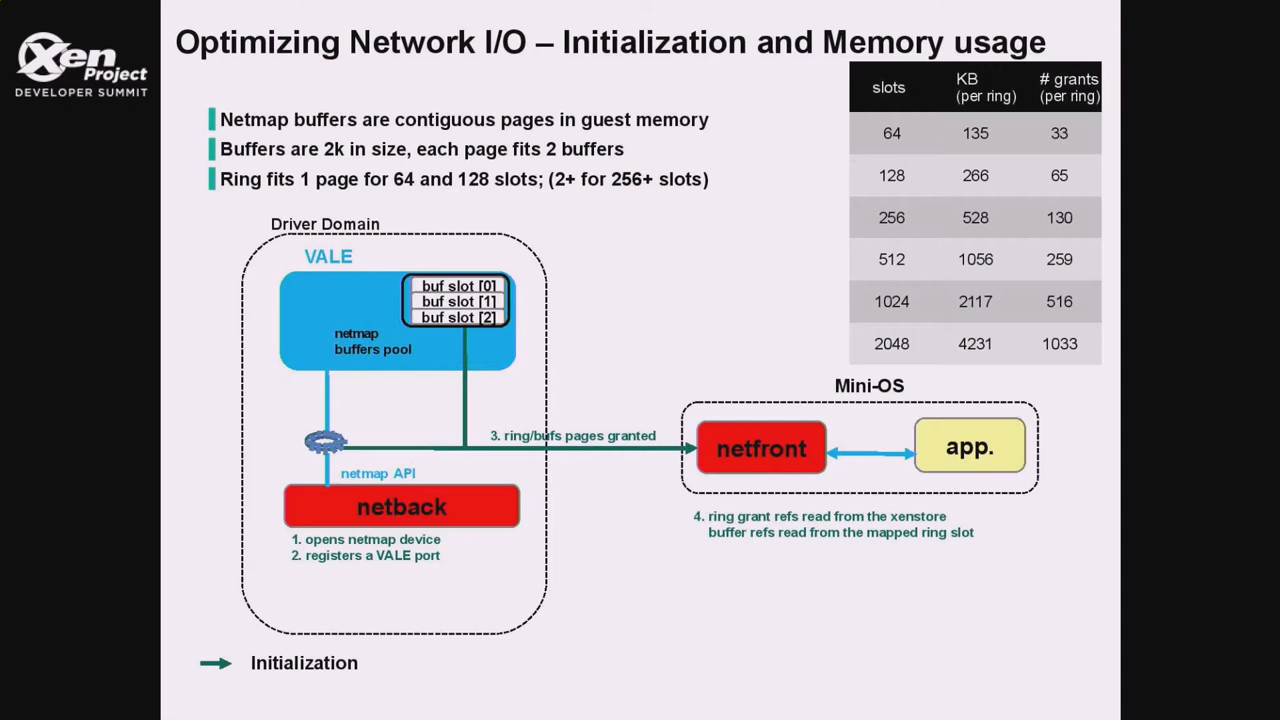 Xen
Project
DEVELOPER SUMMIT
Optimizing Network I/O – Initialization and Memory usage
Netmap buffers are contiguous pages in guest memory
Buffers are 2k in size, each page fits 2 buffers
Ring fits 1 page for 64 and 128 slots; (2+ for 256+ slots)
slots KB (per ring) # grants (per ring)
64 135 33
128 266 65
256 528 130
512 1056 259
1024 2117 516
2048 4231 1033
Driver Domain
VALE
buf slot [0]
buf slot [1]
buf slot [2]
netmap
buffers pool
3. ring/bufs pages granted
netmap API
netback
1. opens netmap device
2. registers a VALE port
Mini-OS
netfront
app.
4. ring grant refs read from the xenstore
buffer refs read from the mapped ring slot
Initialization